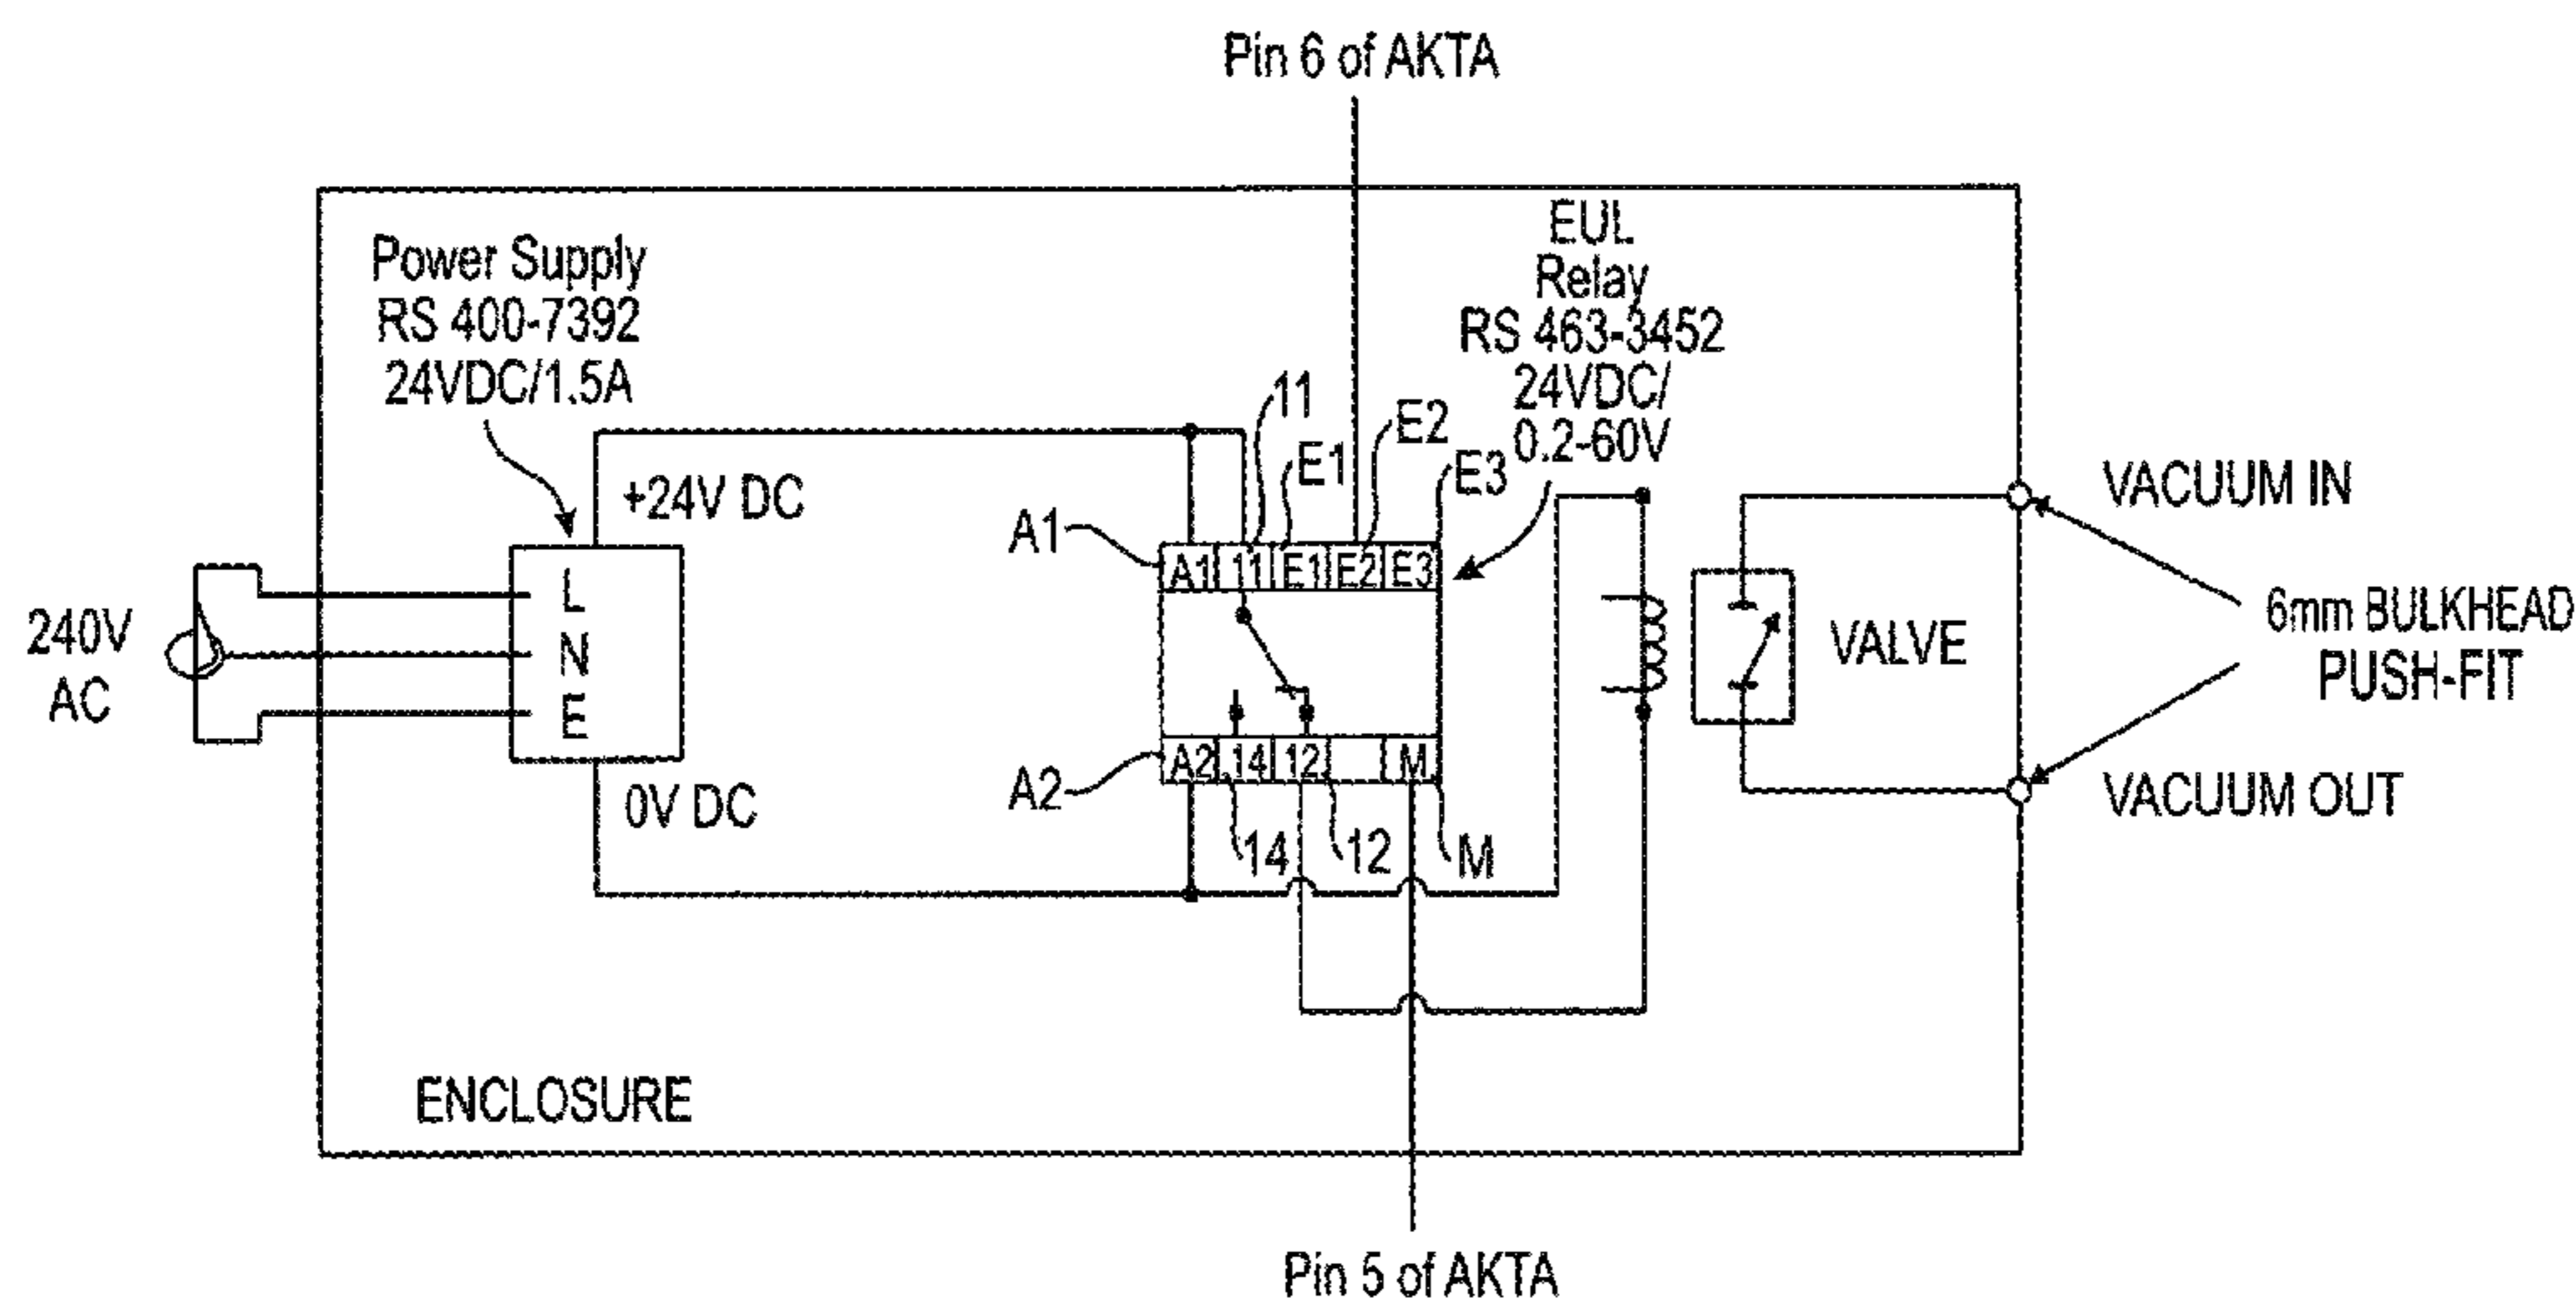 Pin 6 of AKTA
Power Supply
RS 400-7392
24VDC/1.5A
EUL
Relay
RS 463-3452
24VDC/
0.2-60V
11
E1
E2
E3
+24V DC
A1
A1 11 E1 E2 E3
240V
AC
L
N
E
A2 14 12 M
A2
0V DC
14
12
M
VALVE
VACUUM IN
6mm BULKHEAD
PUSH-FIT
VACUUM OUT
ENCLOSURE
Pin 5 of AKTA